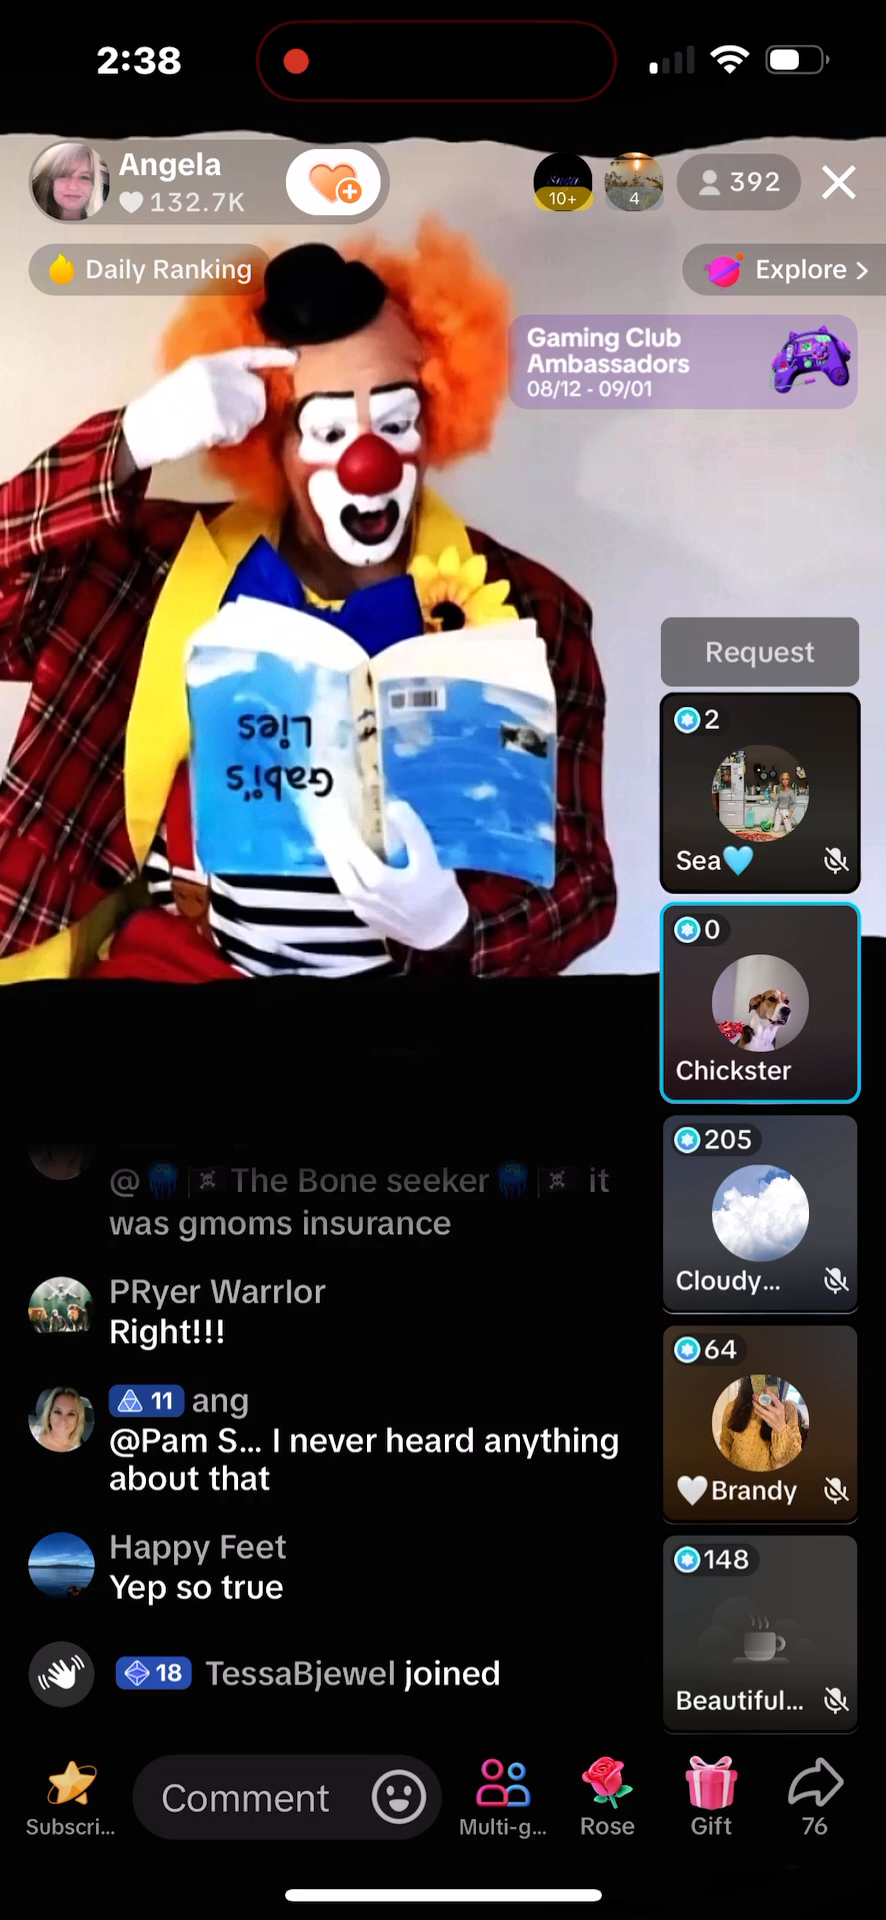 2:38
Angela
132.7K
10+
4
392
Daily Ranking
Explore >
Gaming Club
Ambassadors
08/12 - 09/01
Gabi's
Lies
Request
2
Sea🩵
0
Chickster
205
Cloudy...
64
🤍Brandy
148
Beautiful...
@🪼🏴‍☠️The Bone seeker🪼🏴‍☠️ it
was gmoms insurance
PRyer WarrIor
Right!!!
11 ang
@Pam S... I never heard anything
about that
Happy Feet
Yep so true
18 TessaBjewel joined
Subscri...
Comment
Multi-g...
Rose
Gift
76